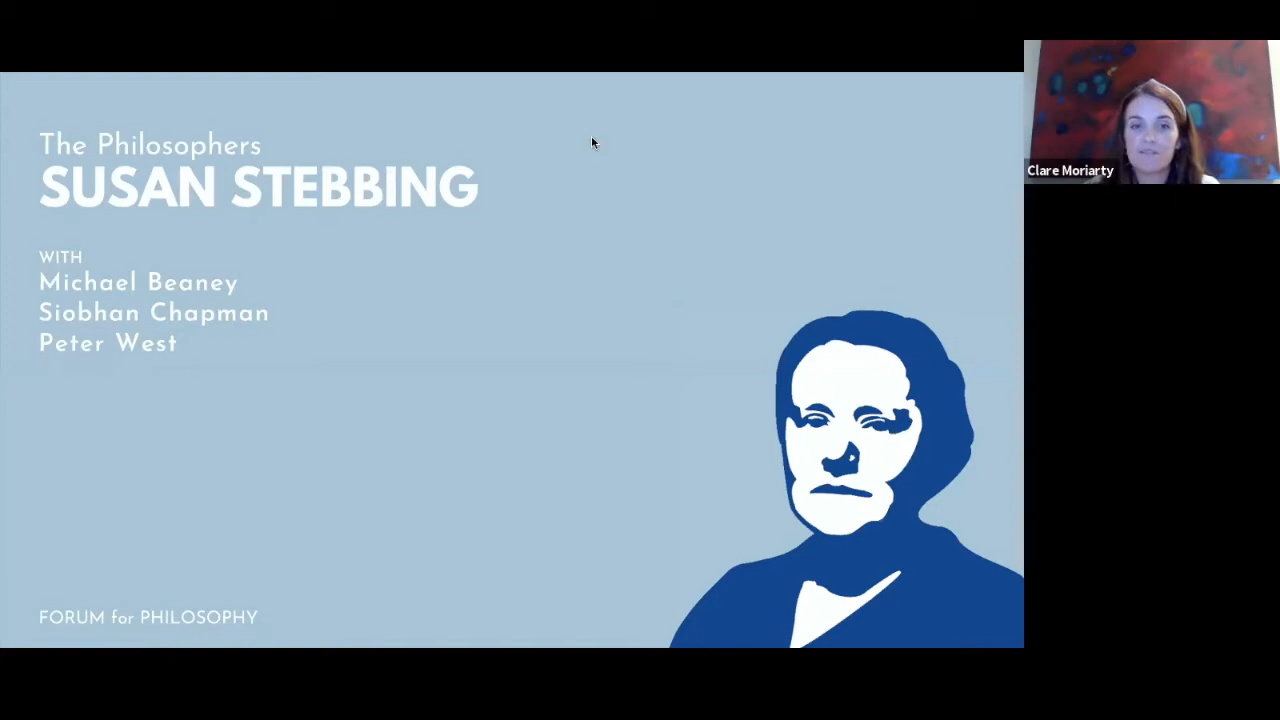 The Philosophers
SUSAN STEBBING
WITH
Michael Beaney
Siobhan Chapman
Peter West
FORUM for PHILOSOPHY
Clare Moriarty